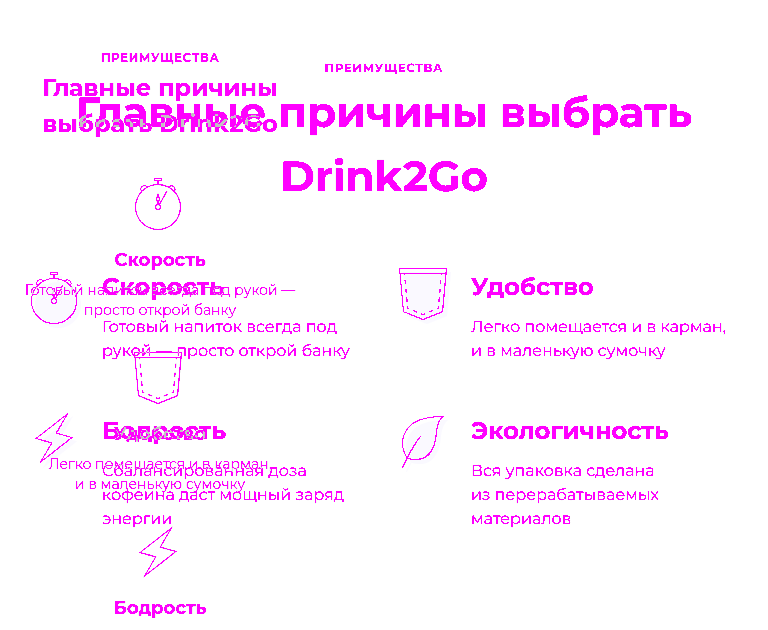 ПРЕИМУЩЕСТВА
ПРЕИМУЩЕСТВА
Главные причины
выбрать Drink2Go
Главные причины выбрать
Drink2Go
Скорость
Готовый напиток всегда под рукой —
просто открой банку
Скорость
Готовый напиток всегда под
рукой — просто открой банку
Удобство
Легко помещается и в карман,
и в маленькую сумочку
Легко помещается и в карман,
и в маленькую сумочку
Бодрость
Сбалансированная доза
кофеина даст мощный заряд
энергии
Экологичность
Вся упаковка сделана
из перерабатываемых
материалов
Бодрость